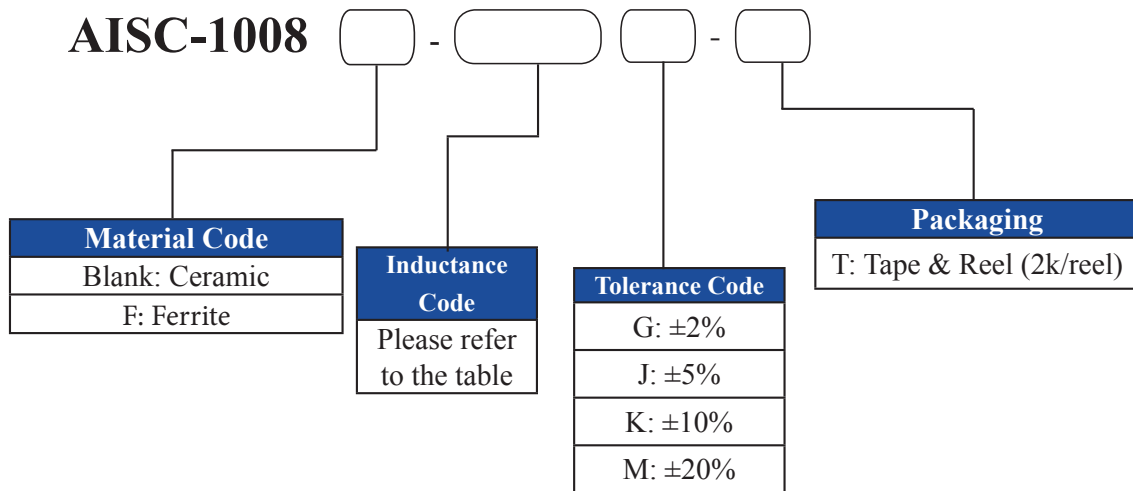 AISC-1008 - -
Material Code
Blank: Ceramic
F: Ferrite
Inductance
Code
Please refer
to the table
Tolerance Code
G: ±2%
J: ±5%
K: ±10%
M: ±20%
Packaging
T: Tape & Reel (2k/reel)